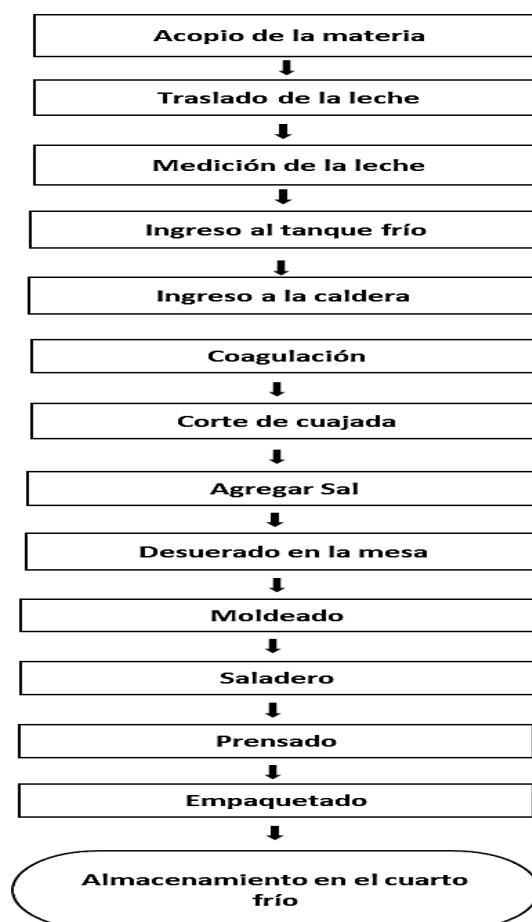 Acopio de la materia
Traslado de la leche
Medición de la leche
Ingreso al tanque frío
Ingreso a la caldera
Coagulación
Corte de cuajada
Agregar Sal
Desuerado en la mesa
Moldeado
Saladero
Prensado
Empaquetado
Almacenamiento en el cuarto
frío